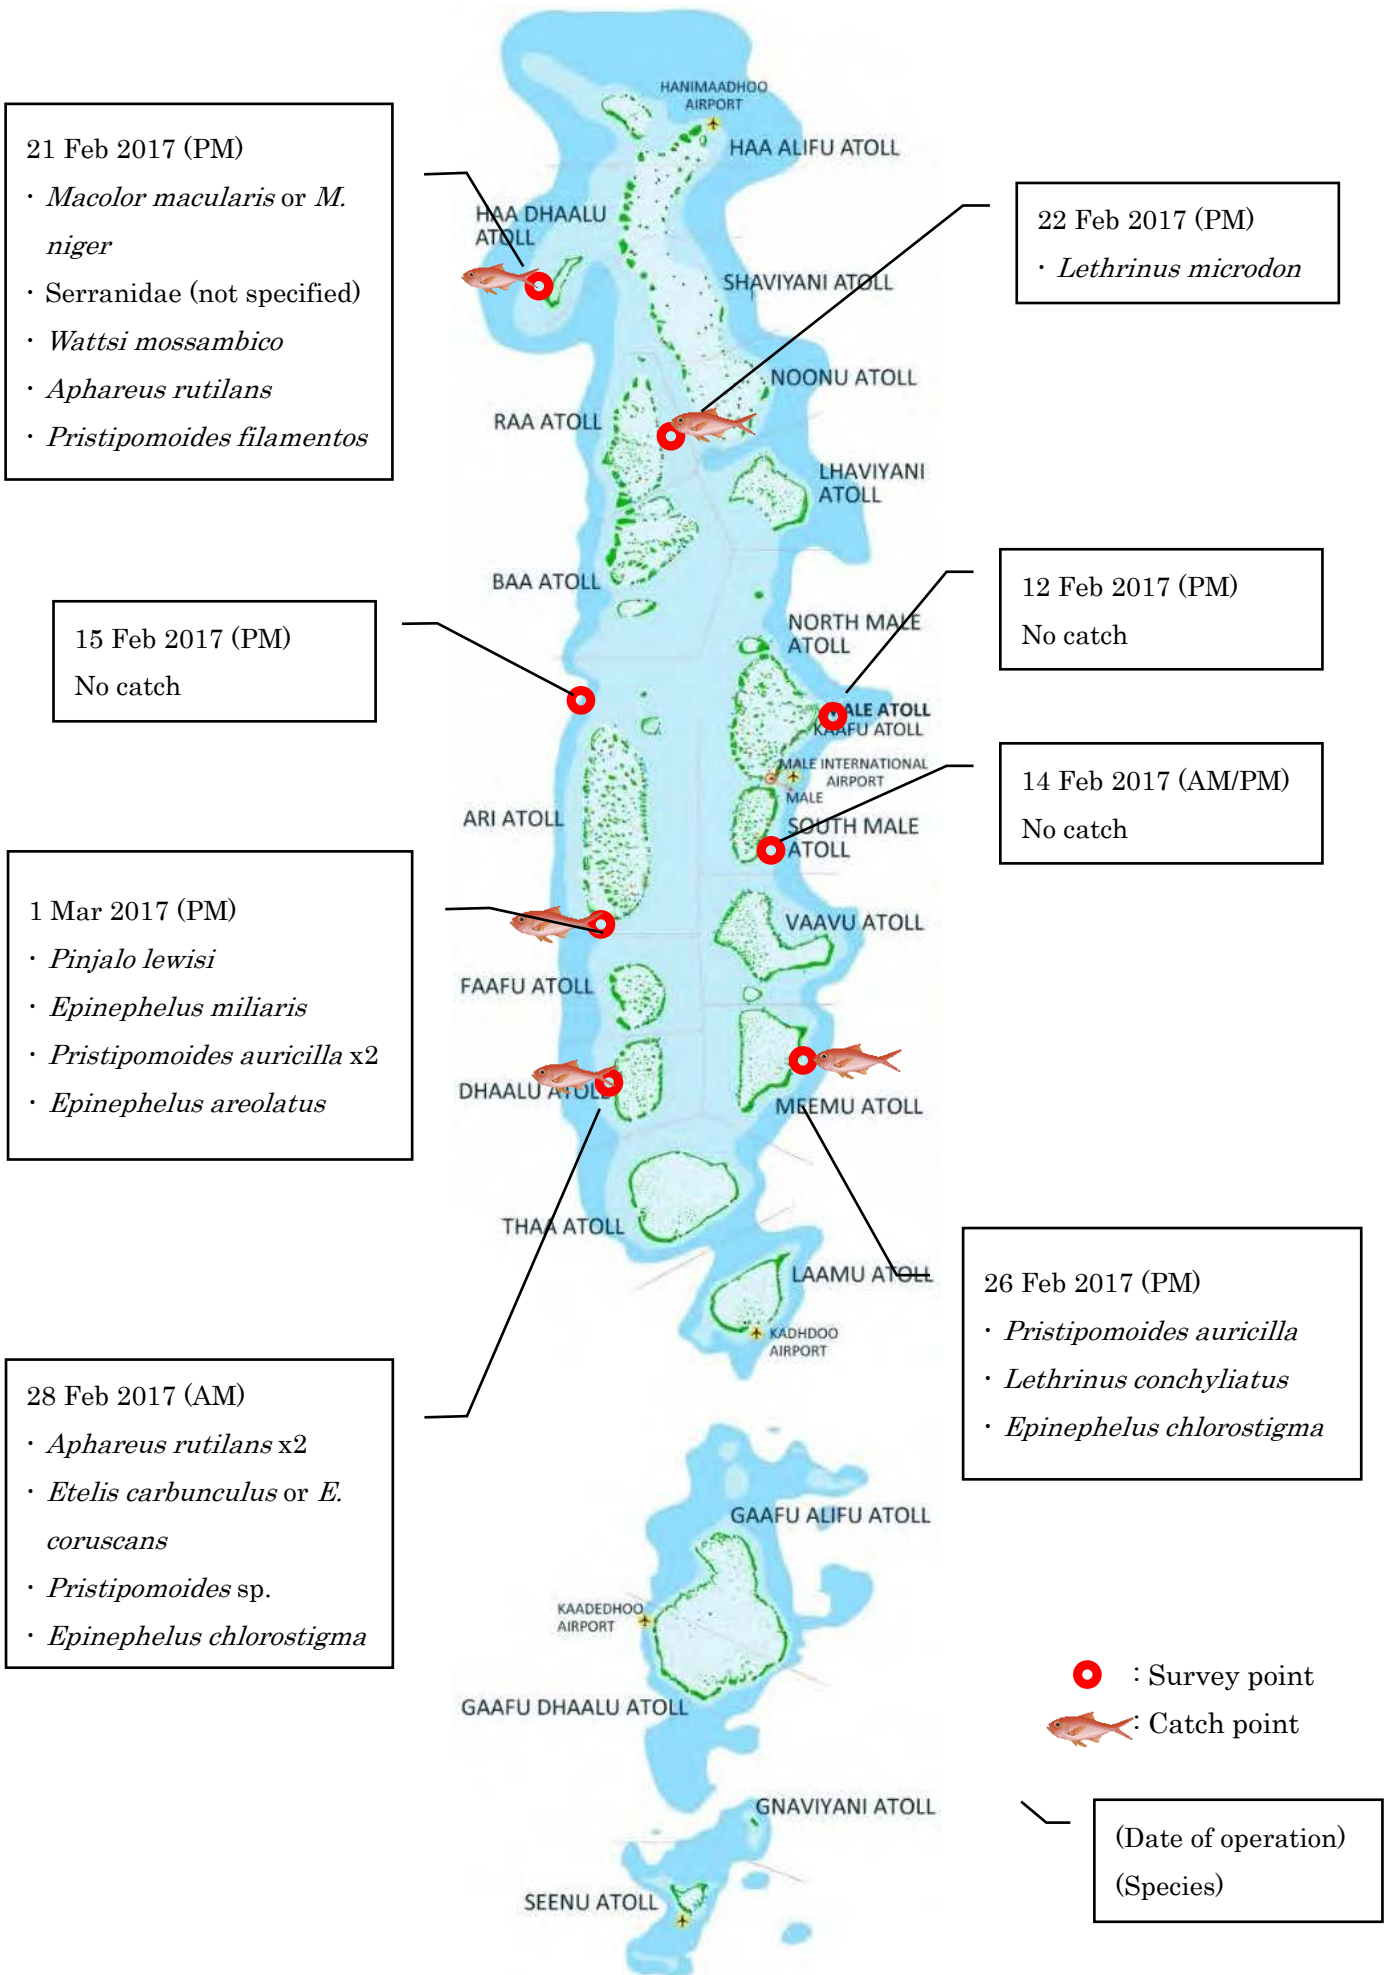 HANIMAADHOO
AIRPORT
HAA ALIFU ATOLL
21 Feb 2017 (PM)
・Macolor macularis or M.
niger
・Serranidae (not specified)
・Wattsi mossambico
・Aphareus rutilans
・Pristipomoides filamentos
HAA DHAALU
ATOLL
22 Feb 2017 (PM)
・Lethrinus microdon
SHAVIYANI ATOLL
NOONU ATOLL
RAA ATOLL
LHAVIYANI
ATOLL
BAA ATOLL
15 Feb 2017 (PM)
No catch
12 Feb 2017 (PM)
No catch
NORTH MALE
ATOLL
MALE ATOLL
KAAFU ATOLL
MALE INTERNATIONAL
AIRPORT
MALE
14 Feb 2017 (AM/PM)
No catch
ARI ATOLL
SOUTH MALE
ATOLL
1 Mar 2017 (PM)
・Pinjalo lewisi
・Epinephelus miliaris
・Pristipomoides auricilla x2
・Epinephelus areolatus
VAAVU ATOLL
FAAFU ATOLL
DHAALU ATOLL
MEEMU ATOLL
THAA ATOLL
LAAMU ATOLL
KADHDOO
AIRPORT
26 Feb 2017 (PM)
・Pristipomoides auricilla
・Lethrinus conchyliatus
・Epinephelus chlorostigma
28 Feb 2017 (AM)
・Aphareus rutilans x2
・Etelis carbunculus or E.
coruscans
・Pristipomoides sp.
・Epinephelus chlorostigma
GAAFU ALIFU ATOLL
KAADEDHOO
AIRPORT
GAAFU DHAALU ATOLL
: Survey point
: Catch point
GNAVIYANI ATOLL
(Date of operation)
(Species)
SEENU ATOLL